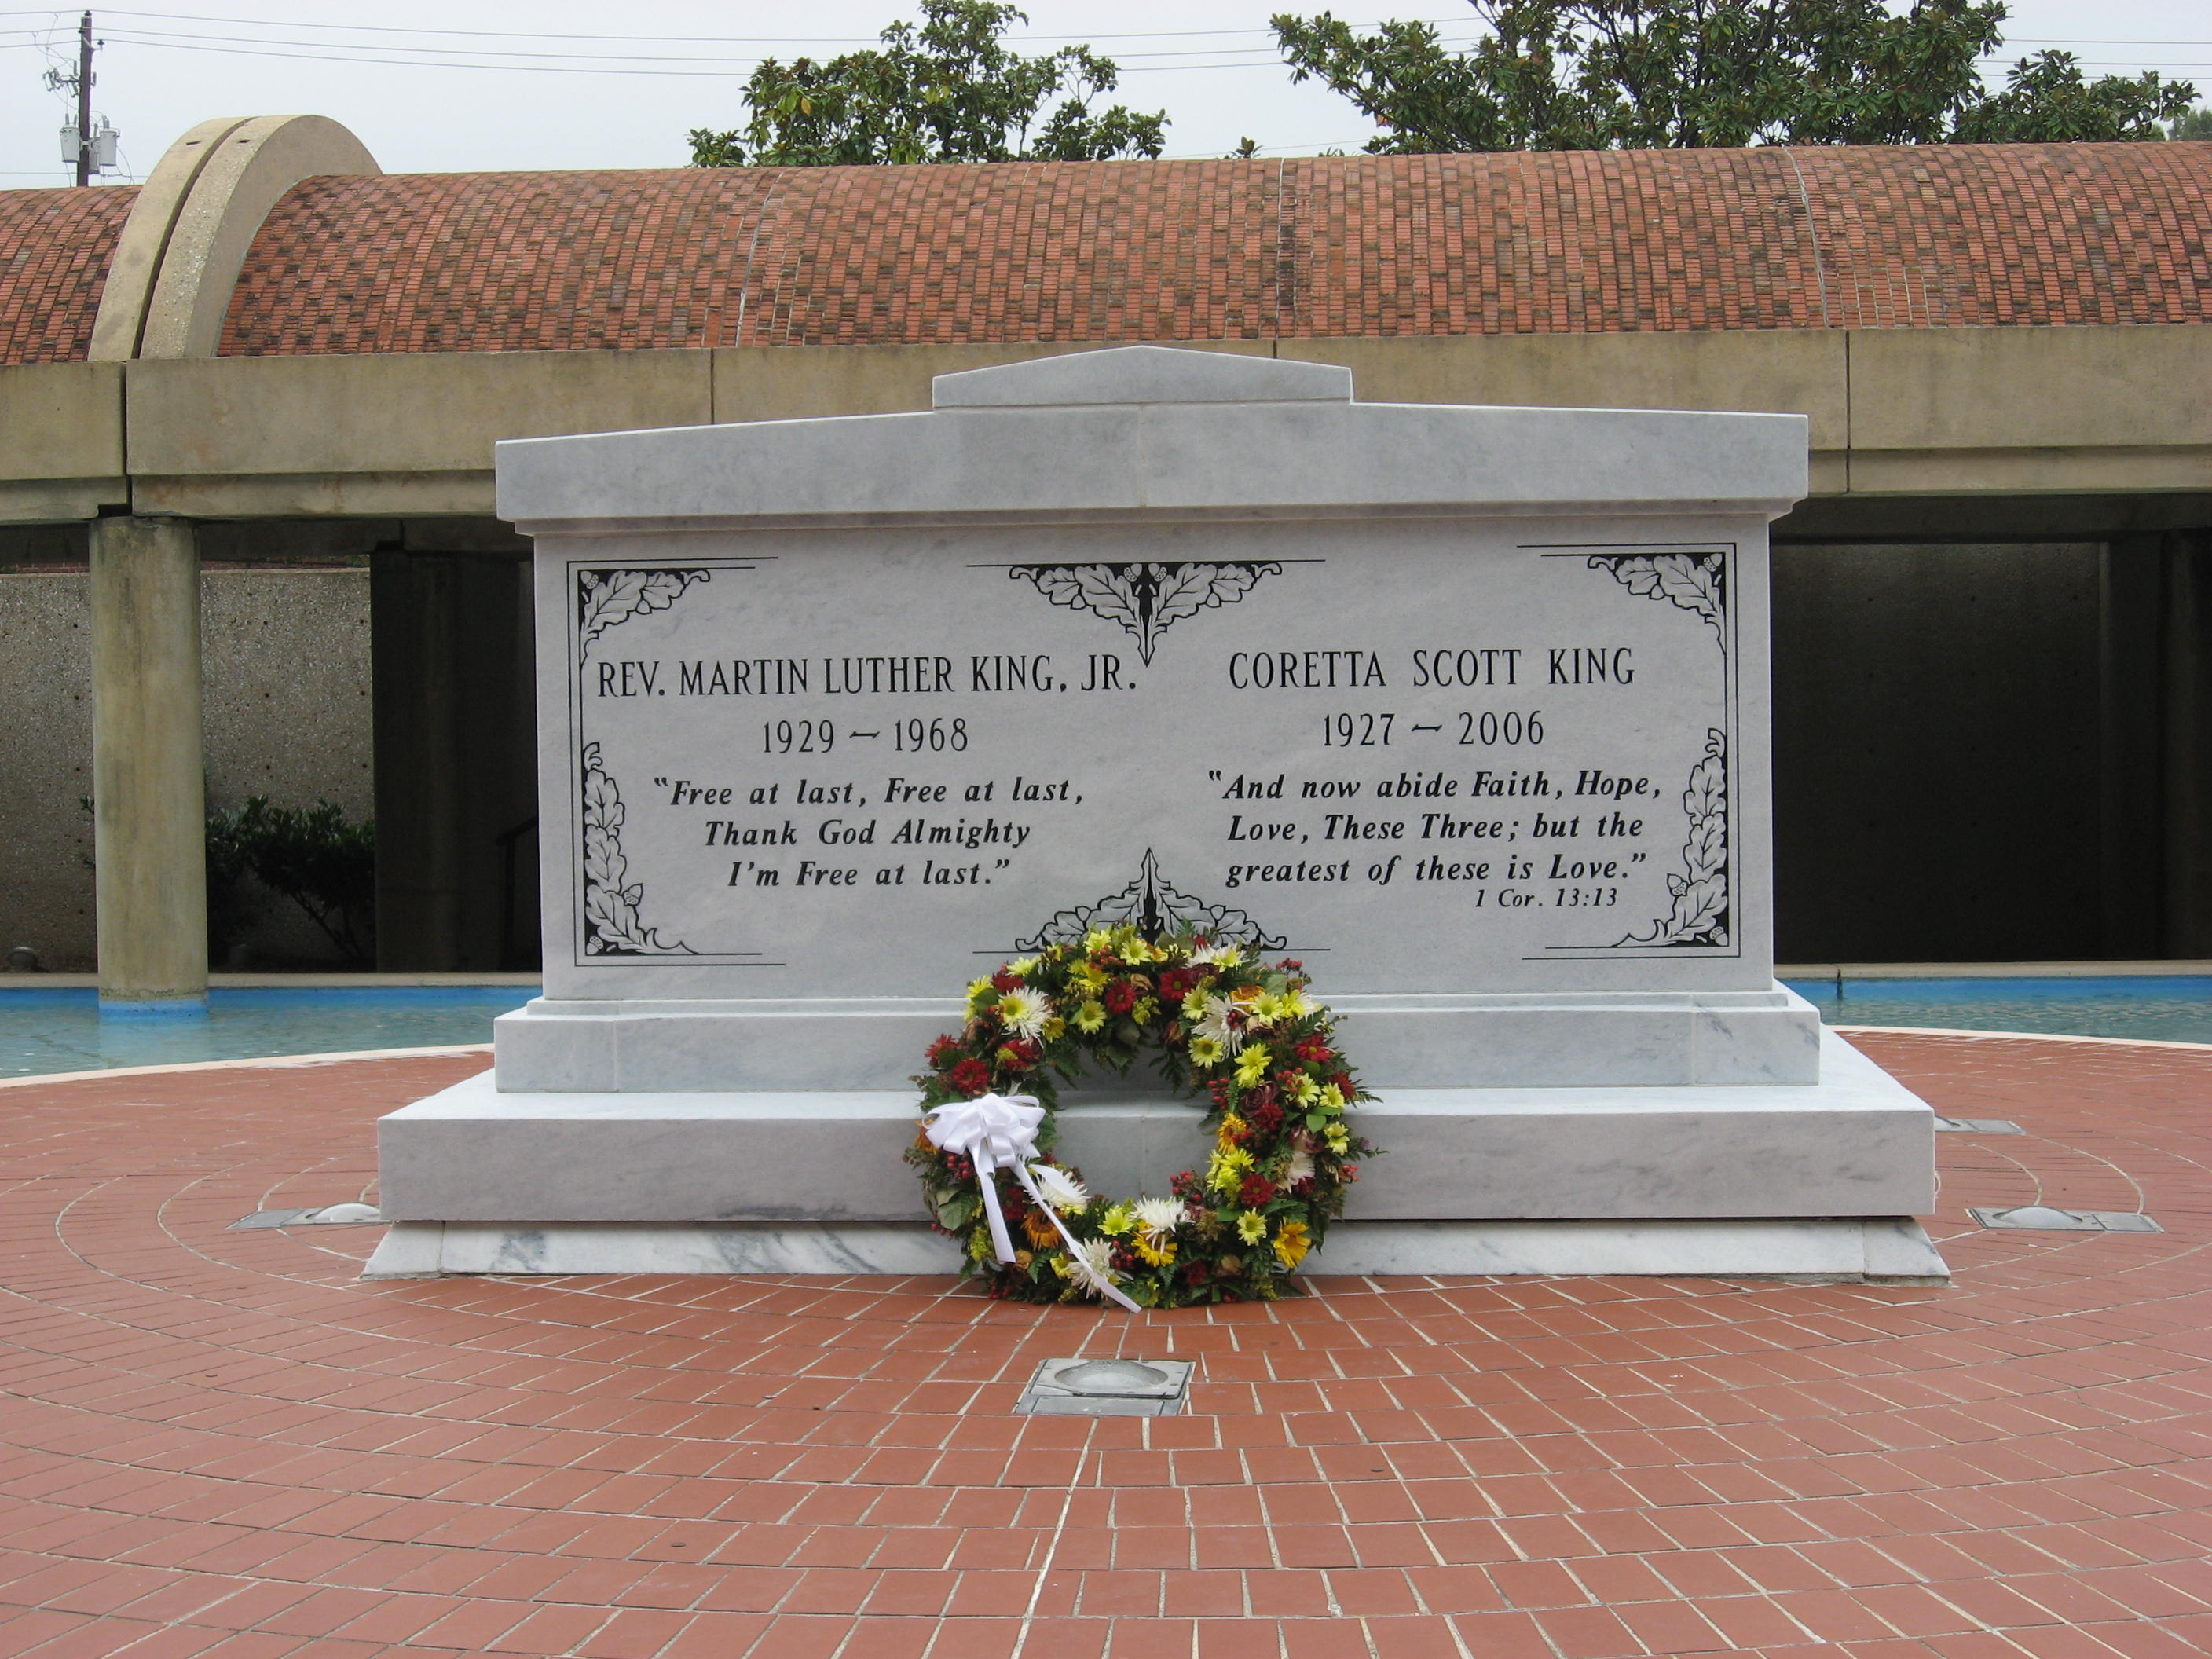 REV. MARTIN LUTHER KING, JR.
1929 – 1968
"Free at last, Free at last,
Thank God Almighty
I'm Free at last."
CORETTA SCOTT KING
1927 – 2006
"And now abide Faith, Hope,
Love, These Three; but the
greatest of these is Love."
1 Cor. 13:13